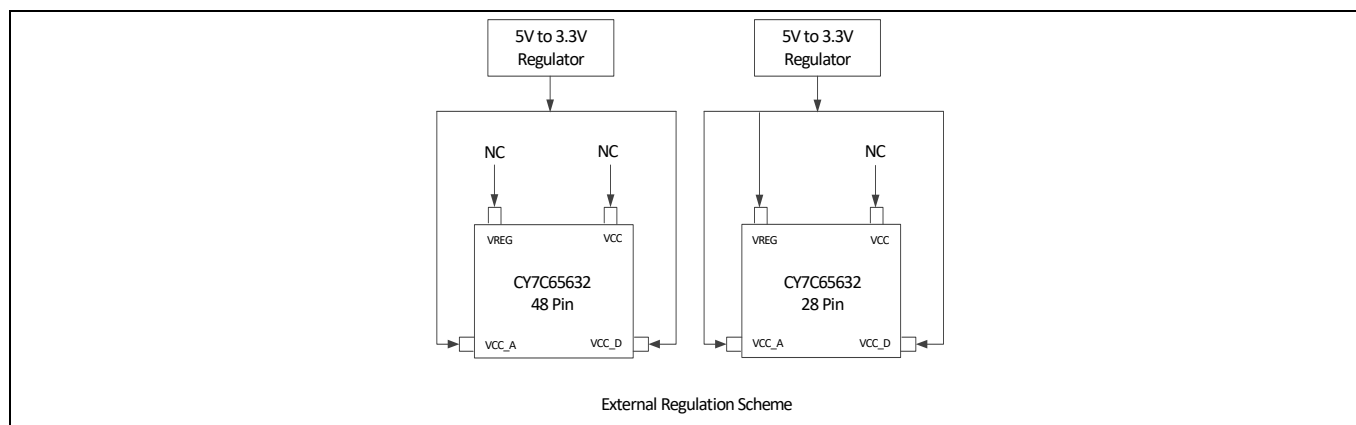 5V to 3.3V
Regulator
NC
NC
VREG
VCC
CY7C65632
48 Pin
VCC_A
VCC_D
5V to 3.3V
Regulator
NC
VREG
VCC
CY7C65632
28 Pin
VCC_A
VCC_D
External Regulation Scheme